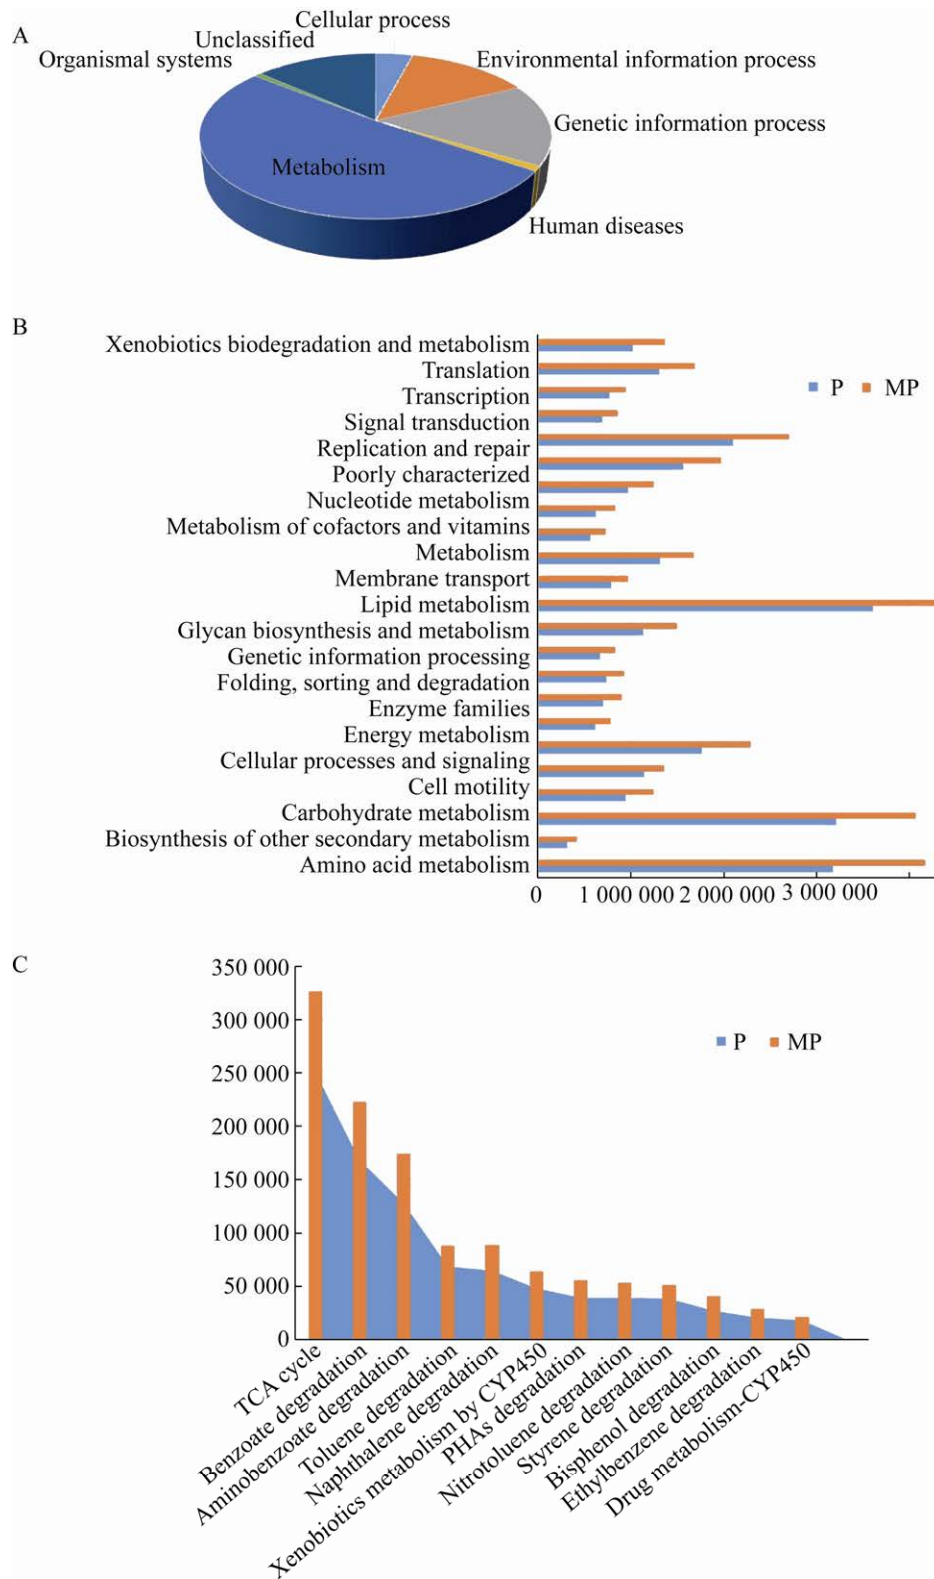 A
Cellular process
Unclassified
Organismal systems
Environmental information process
Genetic information process
Metabolism
Human diseases
B
Xenobiotics biodegradation and metabolism
Translation
Transcription
Signal transduction
Replication and repair
Poorly characterized
Nucleotide metabolism
Metabolism of cofactors and vitamins
Metabolism
Membrane transport
Lipid metabolism
Glycan biosynthesis and metabolism
Genetic information processing
Folding, sorting and degradation
Enzyme families
Energy metabolism
Cellular processes and signaling
Cell motility
Carbohydrate metabolism
Biosynthesis of other secondary metabolism
Amino acid metabolism
P MP
0 1 000 000 2 000 000 3 000 000
C
350 000
300 000
250 000
200 000
150 000
100 000
50 000
0
P MP
TCA cycle
Benzoate degradation
Aminobenzoate degradation
Toluene degradation
Naphthalene degradation
Xenobiotics metabolism by CYP450
PHAs degradation
Nitrotoluene degradation
Styrene degradation
Bisphenol degradation
Ethylbenzene degradation
Drug metabolism-CYP450